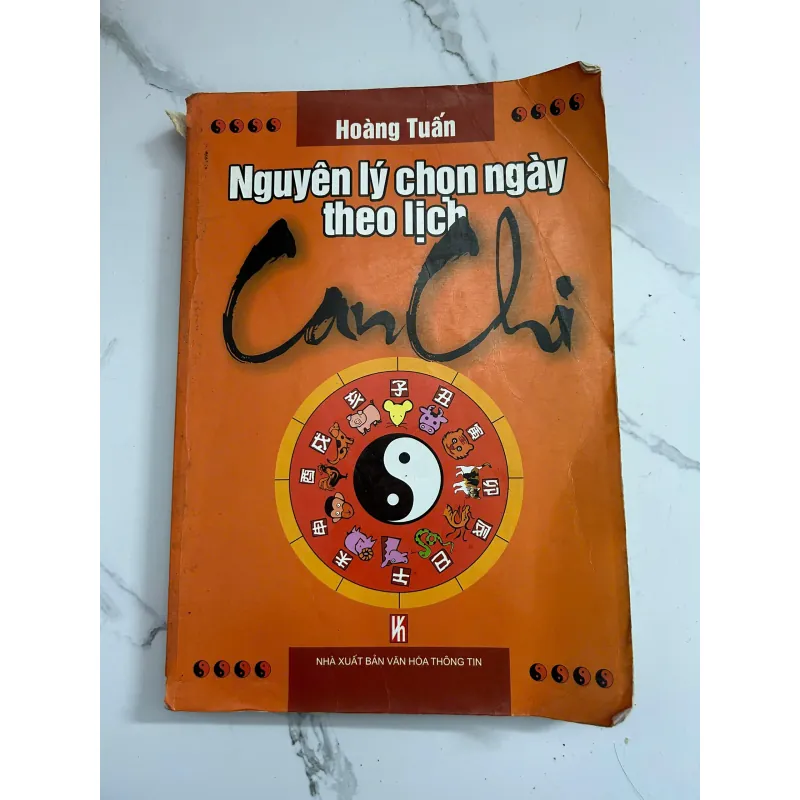 Hoàng Tuấn
Nguyên lý chọn ngày
theo lịch
Can Chi
子
丑
寅
卯
辰
巳
午
未
申
酉
戌
亥
VH
NHÀ XUẤT BẢN VĂN HÓA THÔNG TIN